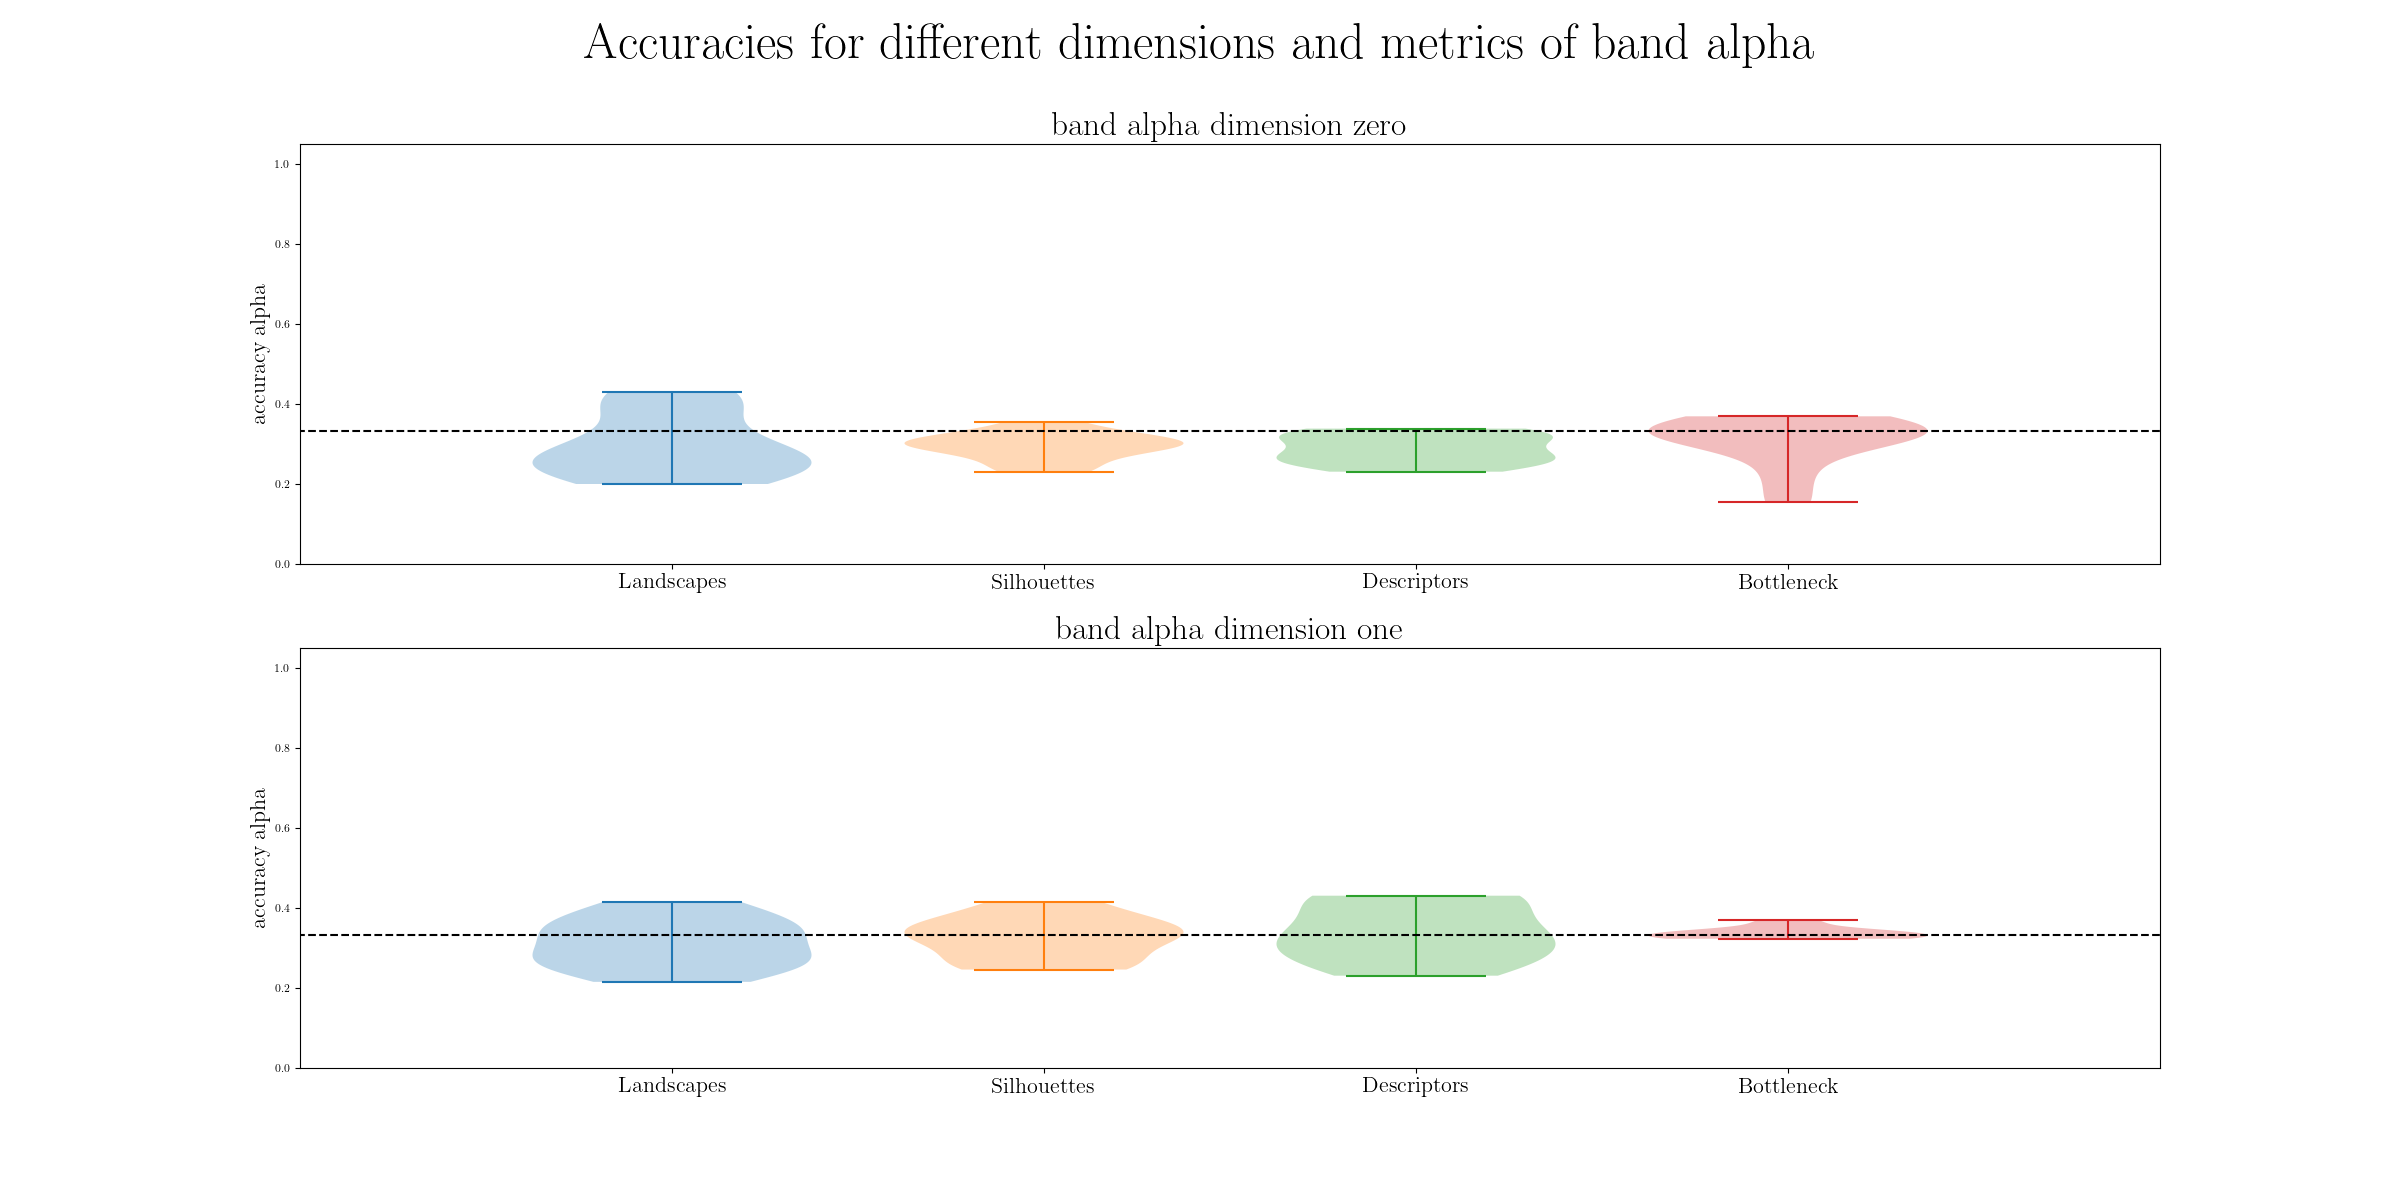 Accuracies for different dimensions and metrics of band alpha
band alpha dimension zero
accuracy alpha
1.0
0.8
0.6
0.4
0.2
0.0
Landscapes Silhouettes Descriptors Bottleneck
band alpha dimension one
accuracy alpha
1.0
0.8
0.6
0.4
0.2
0.0
Landscapes Silhouettes Descriptors Bottleneck